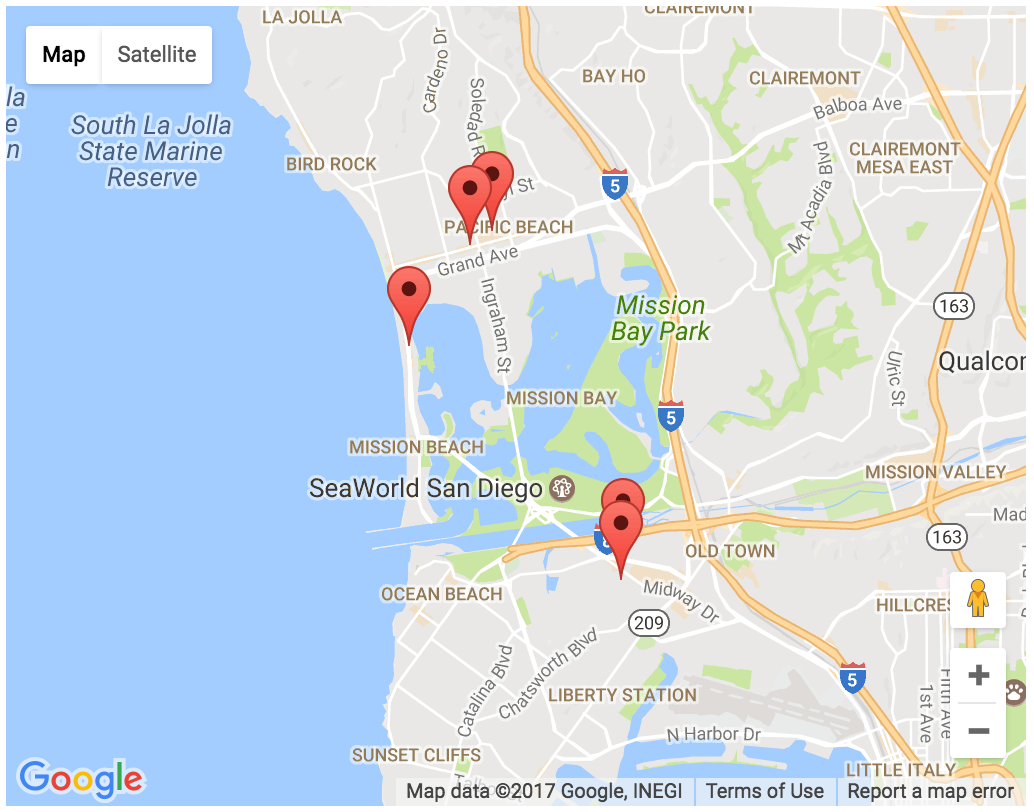 LA JOLLA
CLAIREMONT
Map
Satellite
Cardeno Dr
Soledad R
BAY HO
CLAIREMONT
Balboa Ave
la
e
n
South La Jolla
State Marine
Reserve
BIRD ROCK
CLAIREMONT
MESA EAST
Mt Acadia Blvd
5
St
PACIFIC BEACH
Grand Ave
Ingraham St
Mission
Bay Park
163
Ulric St
Qualcor
MISSION BAY
5
MISSION BEACH
SeaWorld San Diego
MISSION VALLEY
Mad
163
OLD TOWN
OCEAN BEACH
Midway Dr
HILLCRES
209
Catalina Blvd
Chatsworth Blvd
5
LIBERTY STATION
1st Ave
Fifth Ave
N Harbor Dr
SUNSET CLIFFS
LITTLE ITALY
Google
Map data ©2017 Google, INEGI
Terms of Use
Report a map error